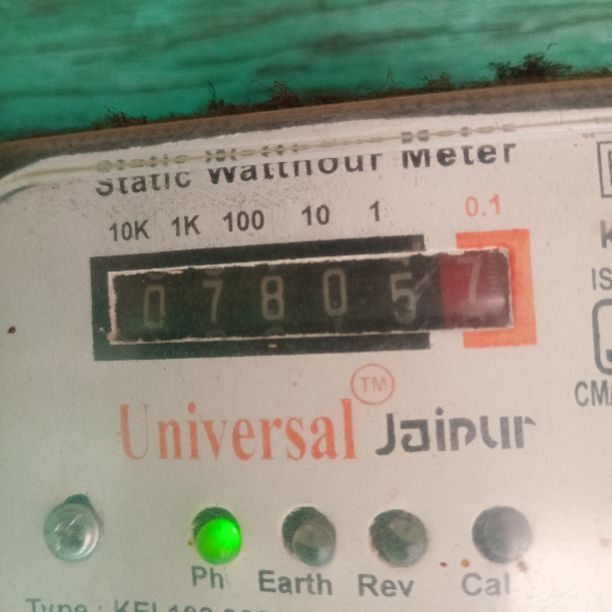 Static Watthour Meter
10K 1K 100 10 1 0.1
0 7 8 0 5 7
TM
Universal Jaipur
Ph Earth Rev Cal